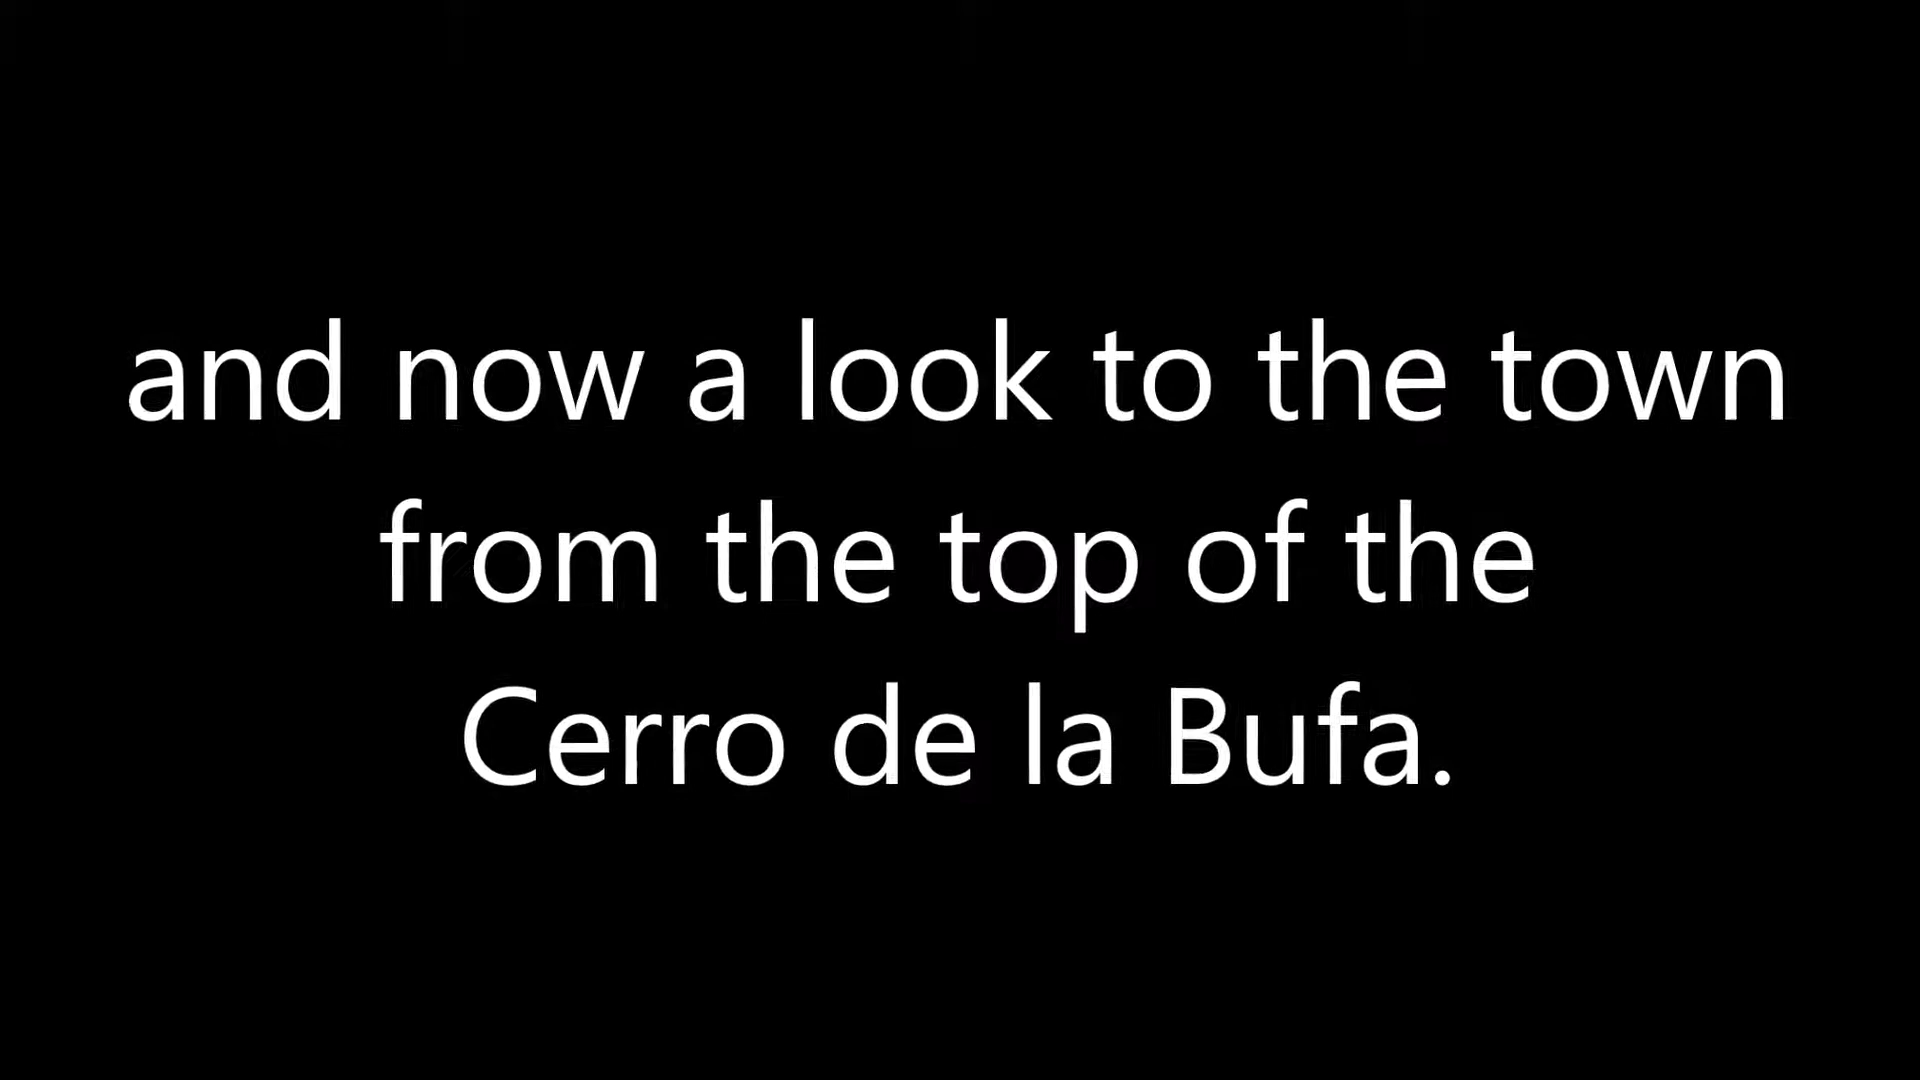 and now a look to the town
from the top of the
Cerro de la Bufa.